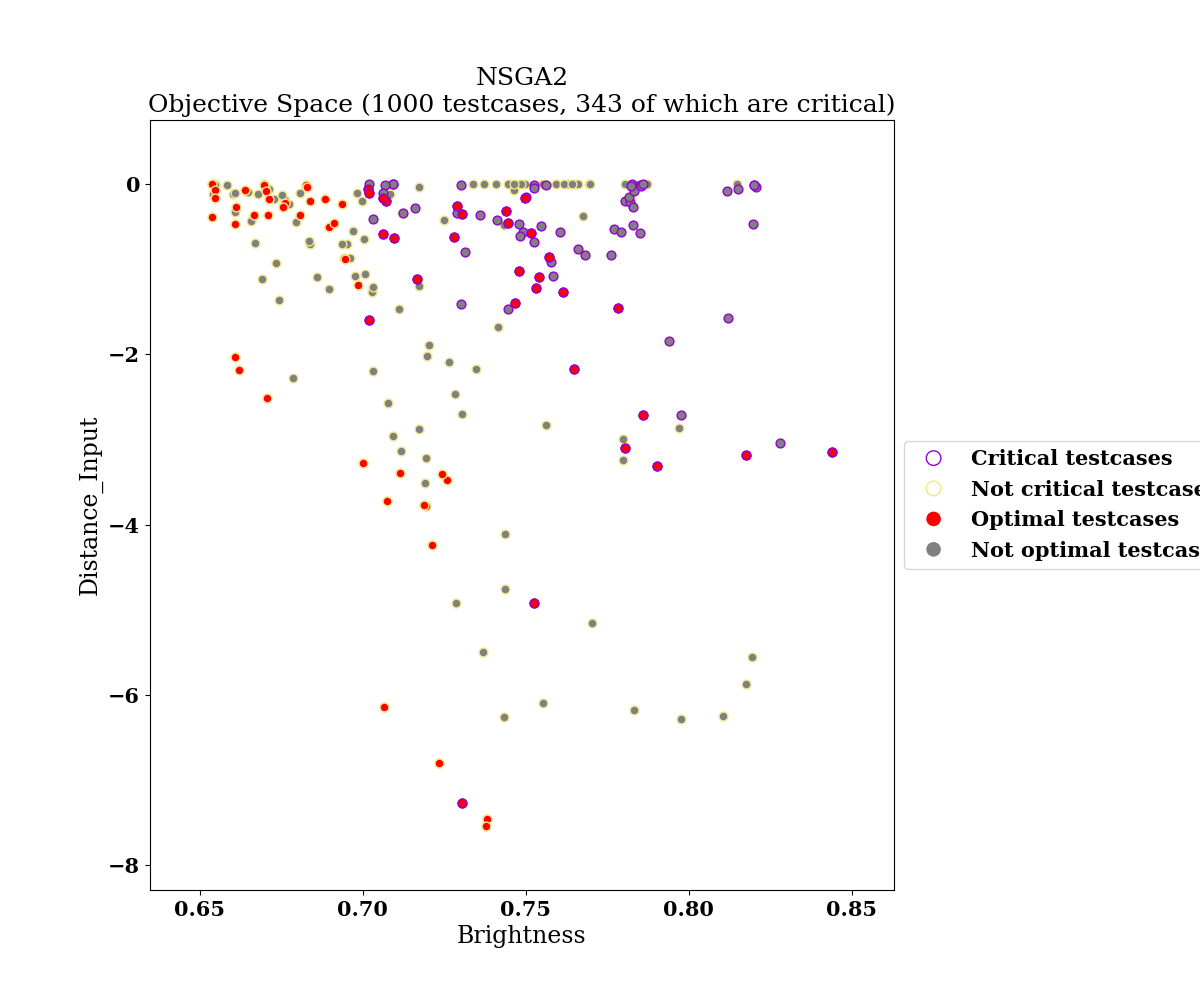 NSGA2
Objective Space (1000 testcases, 343 of which are critical)
0
−2
−4
−6
−8
Distance_Input
0.65 0.70 0.75 0.80 0.85
Brightness
Critical testcases
Not critical testcase
Optimal testcases
Not optimal testcas